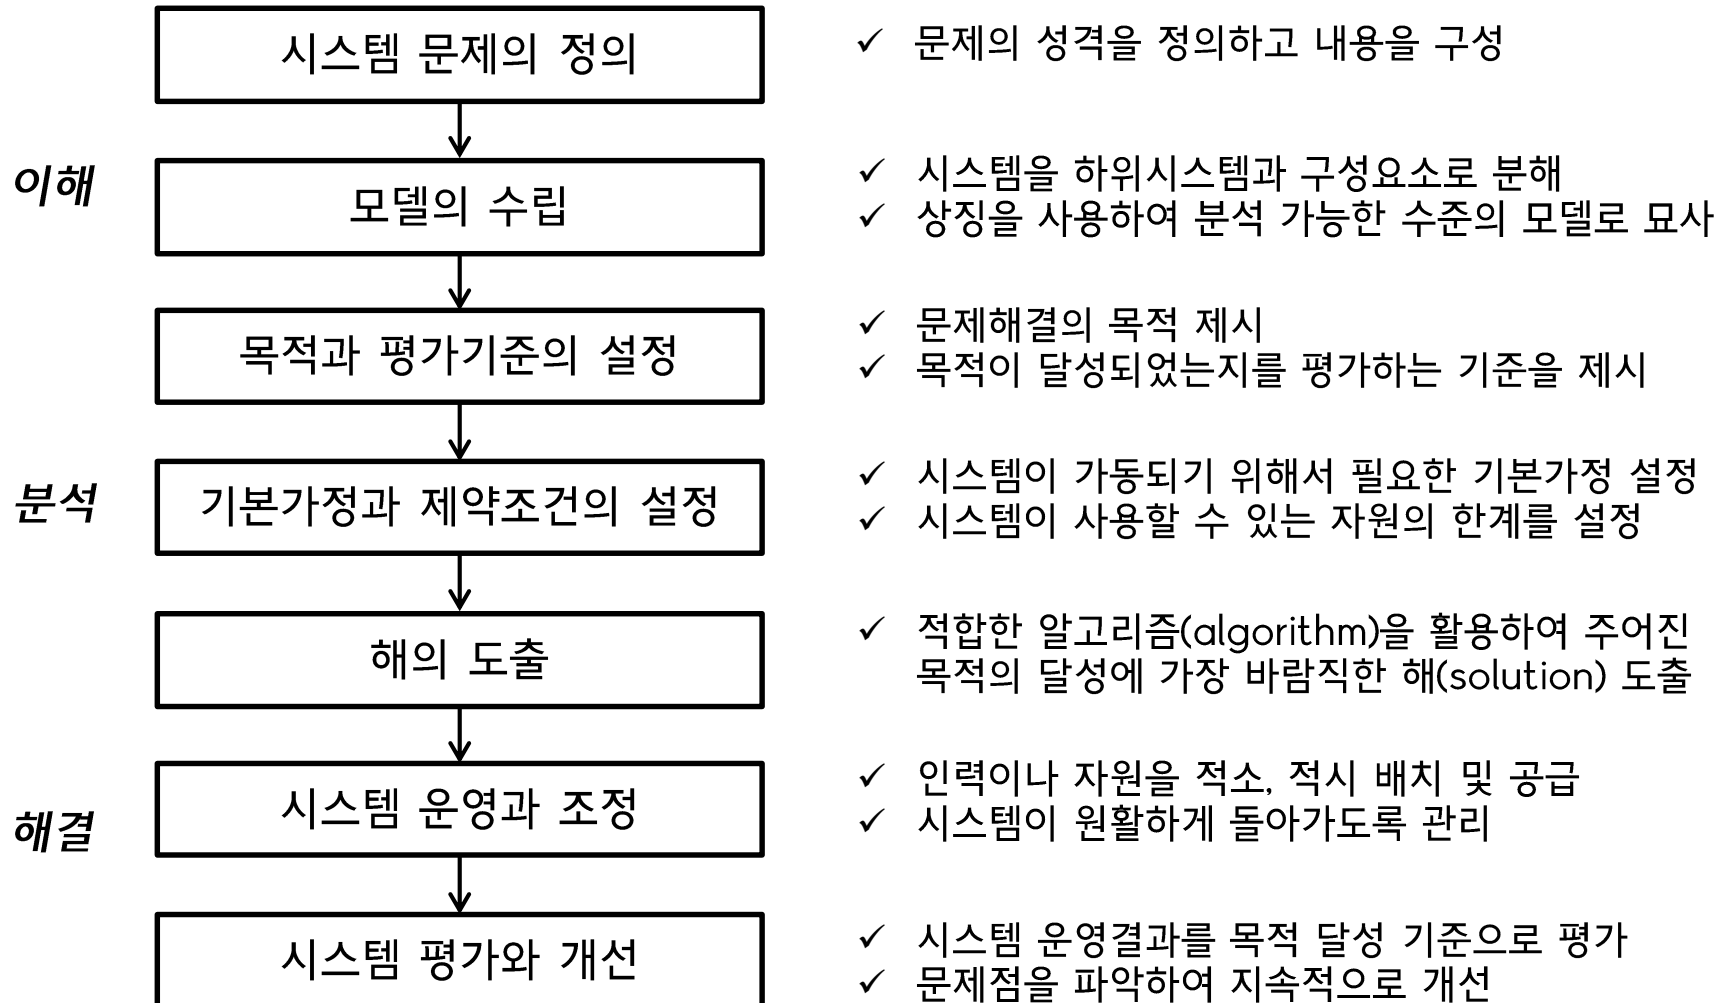 시스템 문제의 정의
✓ 문제의 성격을 정의하고 내용을 구성
이해
모델의 수립
✓ 시스템을 하위시스템과 구성요소로 분해
✓ 상징을 사용하여 분석 가능한 수준의 모델로 묘사
목적과 평가기준의 설정
✓ 문제해결의 목적 제시
✓ 목적이 달성되었는지를 평가하는 기준을 제시
분석
기본가정과 제약조건의 설정
✓ 시스템이 가동되기 위해서 필요한 기본가정 설정
✓ 시스템이 사용할 수 있는 자원의 한계를 설정
해의 도출
✓ 적합한 알고리즘(algorithm)을 활용하여 주어진
목적의 달성에 가장 바람직한 해(solution) 도출
해결
시스템 운영과 조정
✓ 인력이나 자원을 적소, 적시 배치 및 공급
✓ 시스템이 원활하게 돌아가도록 관리
시스템 평가와 개선
✓ 시스템 운영결과를 목적 달성 기준으로 평가
✓ 문제점을 파악하여 지속적으로 개선